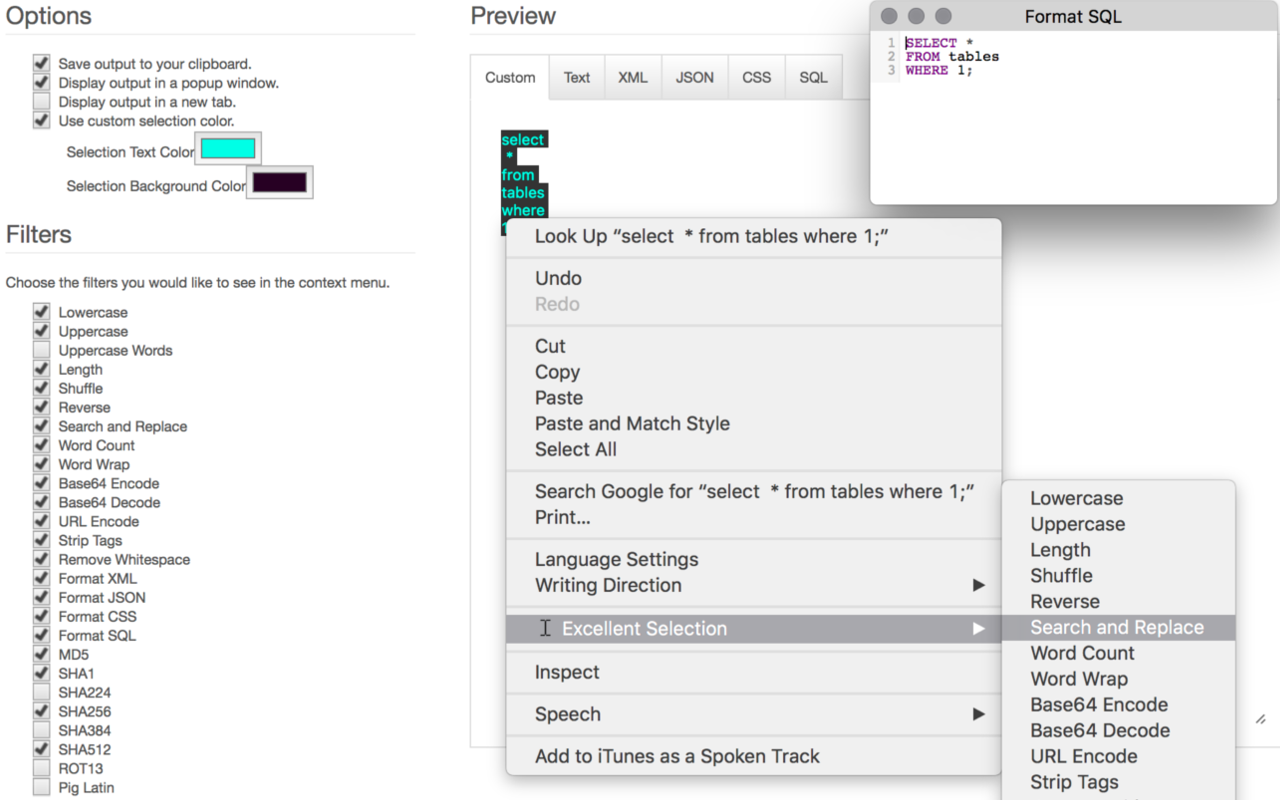 Options
Save output to your clipboard.
Display output in a popup window.
Display output in a new tab.
Use custom selection color.
Selection Text Color
Selection Background Color
Filters
Choose the filters you would like to see in the context menu.
Lowercase
Uppercase
Uppercase Words
Length
Shuffle
Reverse
Search and Replace
Word Count
Word Wrap
Base64 Encode
Base64 Decode
URL Encode
Strip Tags
Remove Whitespace
Format XML
Format JSON
Format CSS
Format SQL
MD5
SHA1
SHA224
SHA256
SHA384
SHA512
ROT13
Pig Latin
Preview
Custom
Text
XML
JSON
CSS
SQL
select
*
from
tables
where
Format SQL
1 SELECT *
2 FROM tables
3 WHERE 1;
Look Up “select * from tables where 1;”
Undo
Redo
Cut
Copy
Paste
Paste and Match Style
Select All
Search Google for “select * from tables where 1;”
Print...
Language Settings
Writing Direction
Excellent Selection
Inspect
Speech
Add to iTunes as a Spoken Track
Lowercase
Uppercase
Length
Shuffle
Reverse
Search and Replace
Word Count
Word Wrap
Base64 Encode
Base64 Decode
URL Encode
Strip Tags